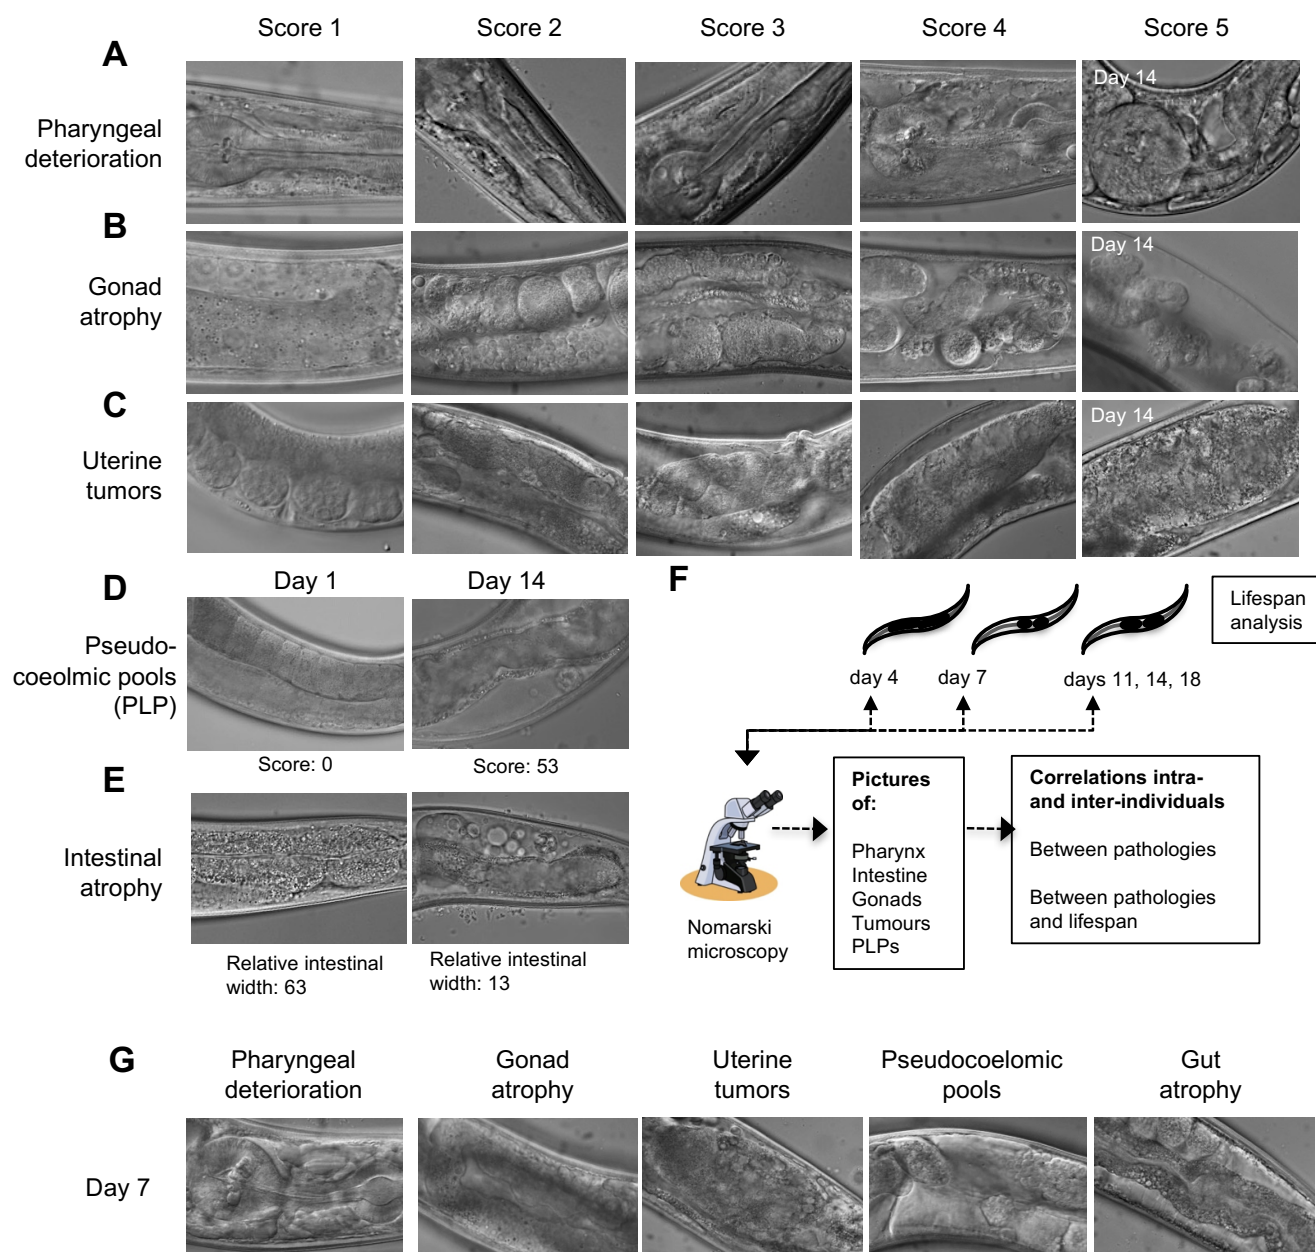 Score 1
Score 2
Score 3
Score 4
Score 5
A
Pharyngeal
deterioration
Day 14
B
Gonad
atrophy
Day 14
C
Uterine
tumors
Day 14
D
Day 1
Day 14
Pseudo-
coeolmic pools
(PLP)
Score: 0
Score: 53
E
Intestinal
atrophy
Relative intestinal
width: 63
Relative intestinal
width: 13
F
Lifespan
analysis
day 4
day 7
days 11, 14, 18
Nomarski
microscopy
Pictures
of:
Pharynx
Intestine
Gonads
Tumours
PLPs
Correlations intra-
and inter-individuals
Between pathologies
Between pathologies
and lifespan
G
Pharyngeal
deterioration
Gonad
atrophy
Uterine
tumors
Pseudocoelomic
pools
Gut
atrophy
Day 7